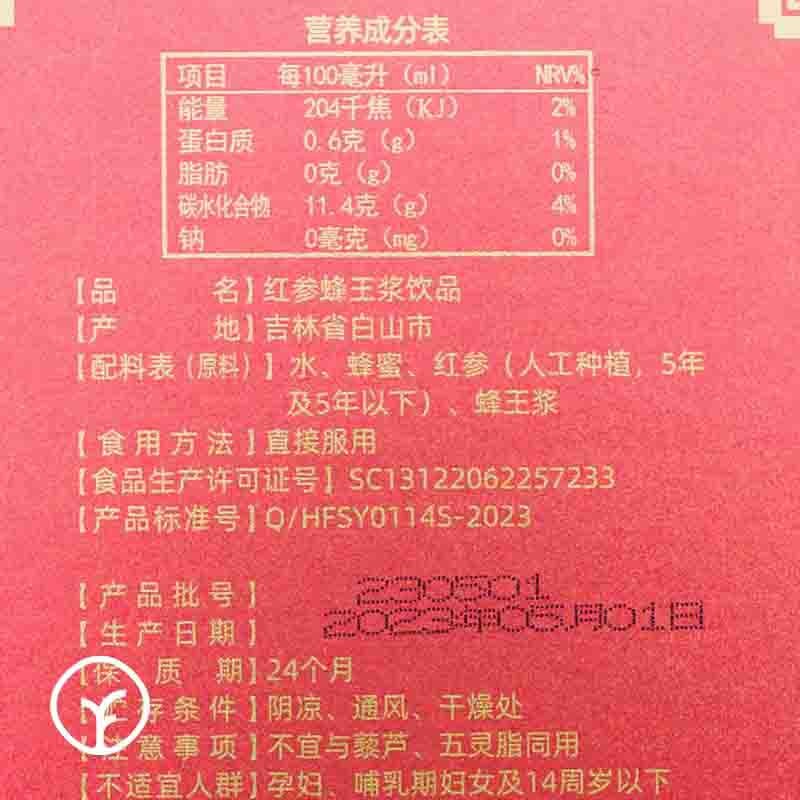 营养成分表
项目 每100毫升（ml） NRV%
能量 204千焦（KJ） 2%
蛋白质 0.6克（g） 1%
脂肪 0克（g） 0%
碳水化合物 11.4克（g） 4%
钠 0毫克（mg） 0%
【品名】红参蜂王浆饮品
【产地】吉林省白山市
【配料表（原料）】水、蜂蜜、红参（人工种植，5年
及5年以下）、蜂王浆
【食用方法】直接服用
【食品生产许可证号】SC13122062257233
【产品标准号】Q/HFSY0114S-2023
【产品批号】 230501
【生产日期】 2023年05月01日
【保质期】24个月
【贮存条件】阴凉、通风、干燥处
【注意事项】不宜与藜芦、五灵脂同用
【不适宜人群】孕妇、哺乳期妇女及14周岁以下